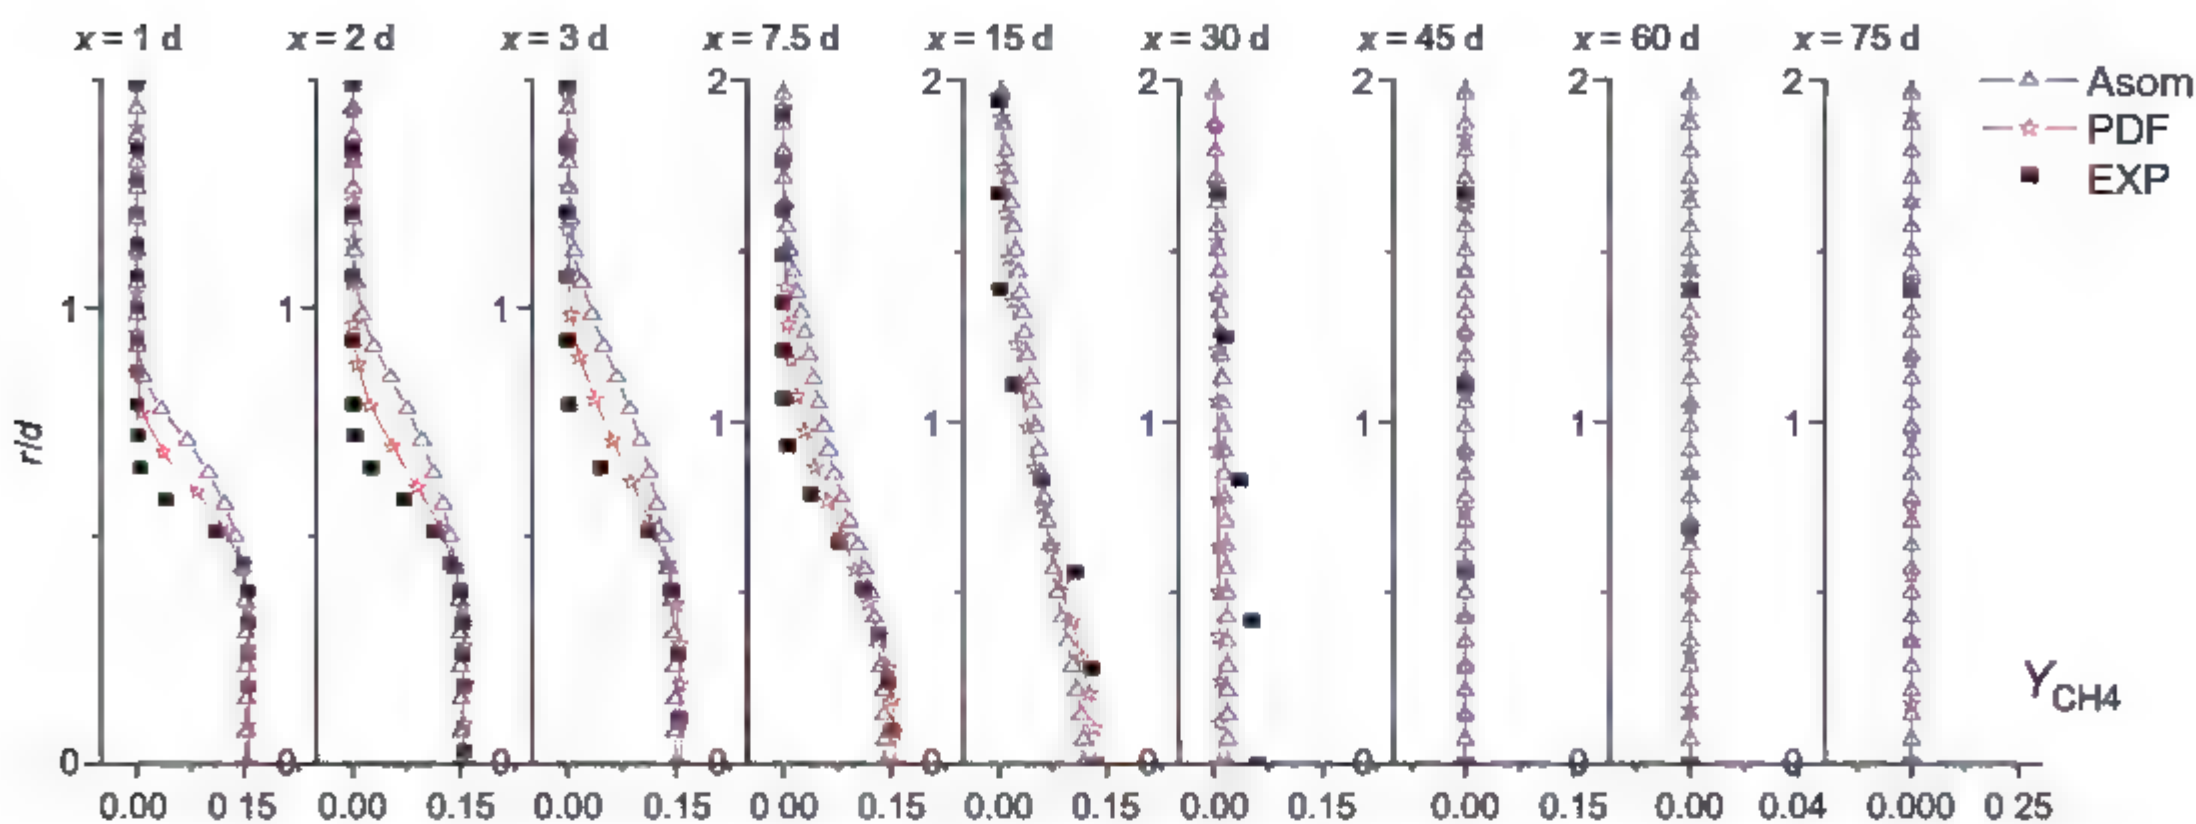 x = 1 d x = 2 d x = 3 d x = 7.5 d x = 15 d x = 30 d x = 45 d x = 60 d x = 75 d
2 2 2 2 2 2
Asom
PDF
EXP
1 1 1
1 1 1 1 1 1
r/d
YCH4
0 0 0 0 0 0 0 0 0
0.00 0 15 0.00 0.15 0.00 0.15 0 00 0.15 0.00 0.15 0.00 0.15 0.00 0.15 0.00 0.04 0.000 0 25